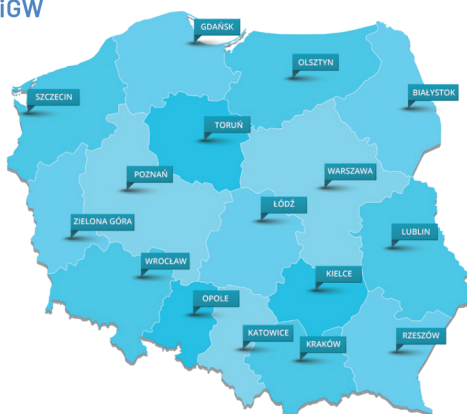 iGW
GDAŃSK
OLSZTYN
BIAŁYSTOK
SZCZECIN
TORUŃ
POZNAŃ
WARSZAWA
ŁÓDŹ
ZIELONA GÓRA
LUBLIN
WROCŁAW
KIELCE
OPOLE
KATOWICE
KRAKÓW
RZESZÓW